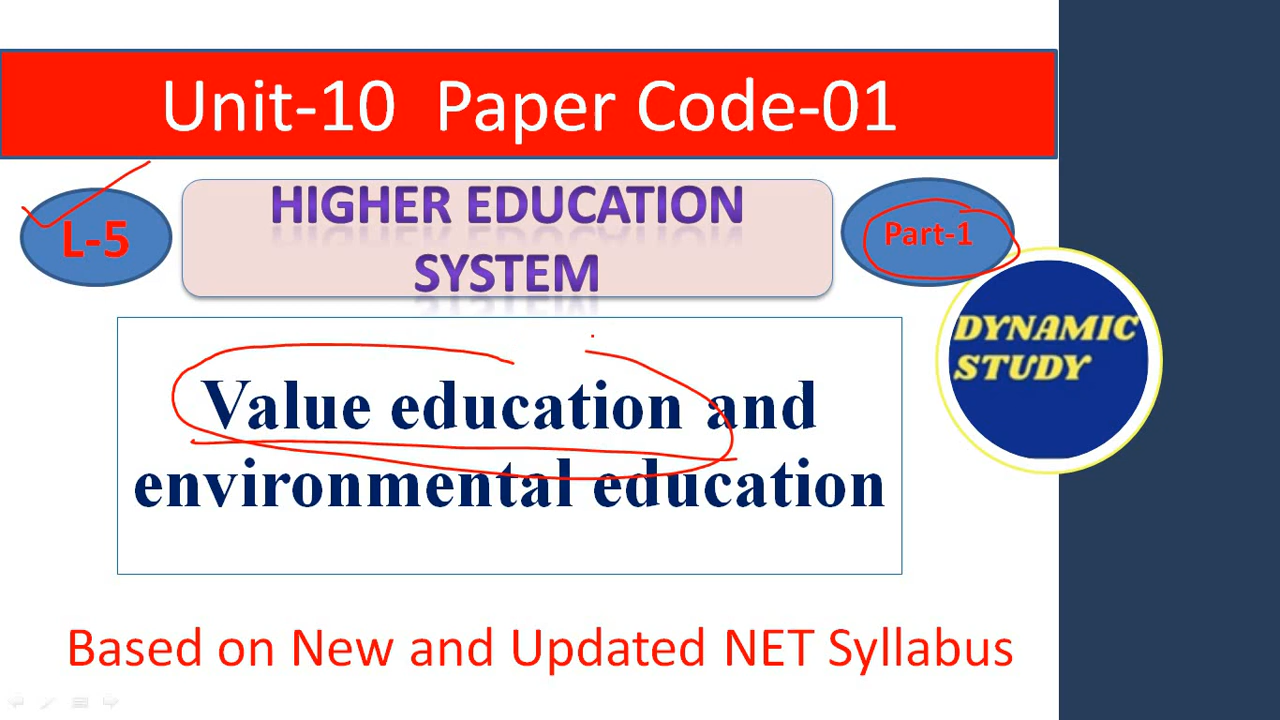 Unit-10 Paper Code-01
L-5
HIGHER EDUCATION
SYSTEM
Part-1
DYNAMIC
STUDY
Value education and
environmental education
Based on New and Updated NET Syllabus